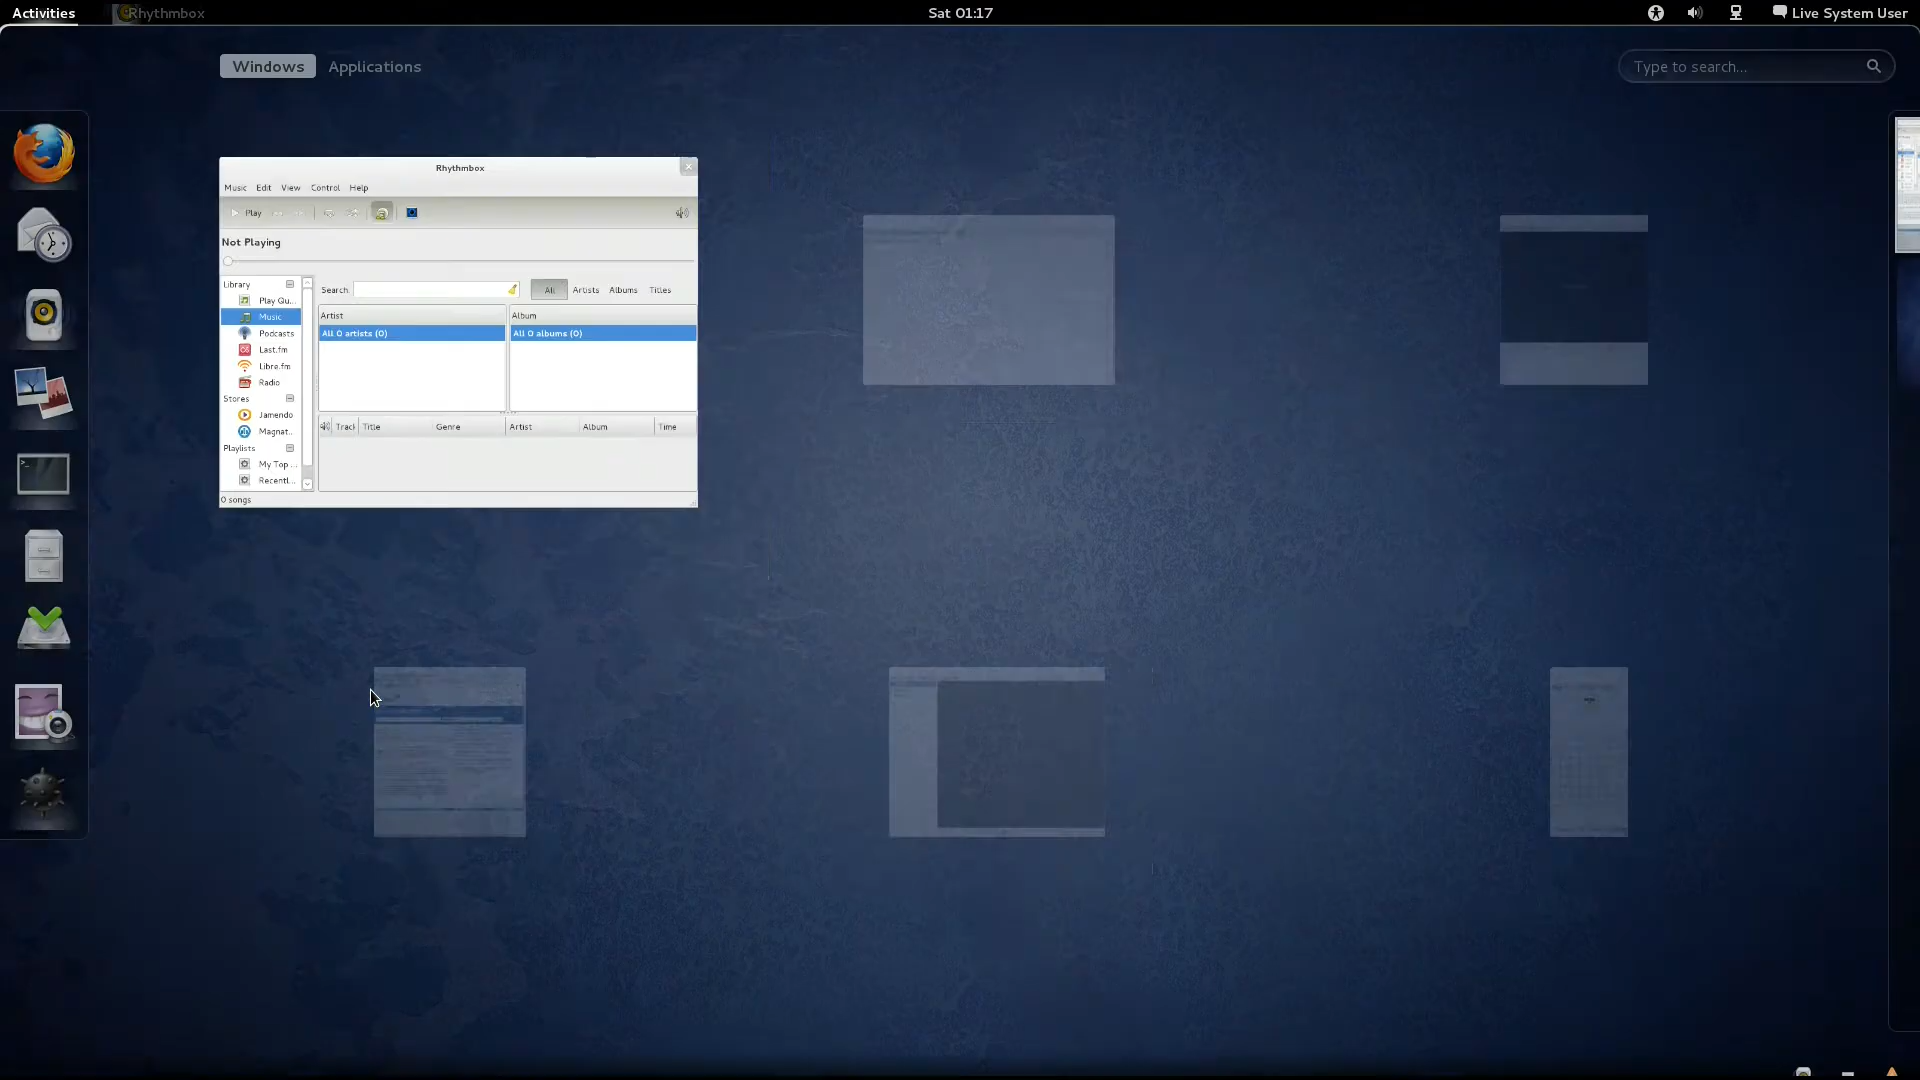 Activities Rhythmbox Sat 01:17 Live System User
Windows Applications Type to search...
Rhythmbox
Music Edit View Control Help
Play
Not Playing
Library
Play Qu...
Music
Podcasts
Last.fm
Libre.fm
Radio
Stores
Jamendo
Magnat...
Playlists
My Top ...
Recentl...
Search: All Artists Albums Titles
Artist Album
All 0 artists (0) All 0 albums (0)
Track Title Genre Artist Album Time
0 songs